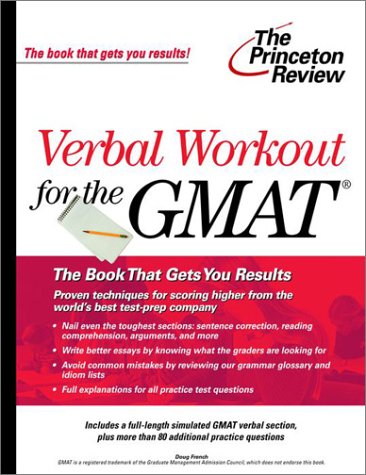 The book that gets you results!
The
Princeton
Review
Verbal Workout
for the GMAT®
The Book That Gets You Results
Proven techniques for scoring higher from the
world's best test-prep company
• Nail even the toughest sections: sentence correction, reading
comprehension, arguments, and more
• Write better essays by knowing what the graders are looking for
• Avoid common mistakes by reviewing our grammar glossary and
idiom lists
• Full explanations for all practice test questions
Includes a full-length simulated GMAT verbal section,
plus more than 80 additional practice questions
Doug French
GMAT is a registered trademark of the Graduate Management Admission Council, which does not endorse this book.